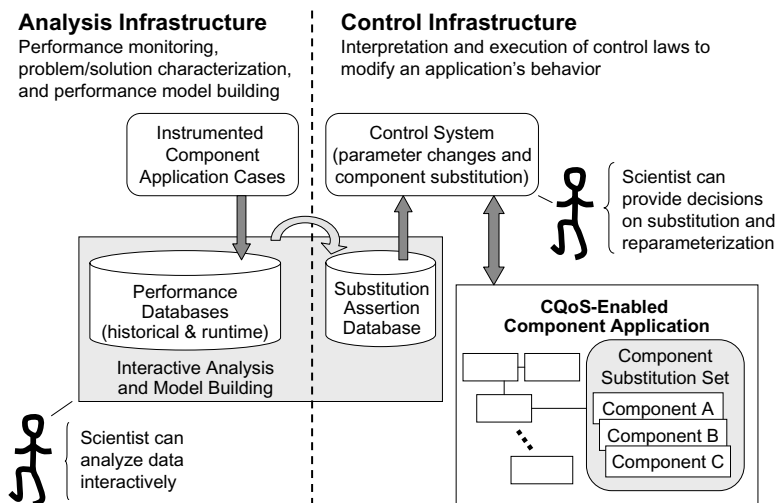 Analysis Infrastructure
Performance monitoring,
problem/solution characterization,
and performance model building
Control Infrastructure
Interpretation and execution of control laws to
modify an application's behavior
Instrumented
Component
Application Cases
Control System
(parameter changes and
component substitution)
Scientist can
provide decisions
on substitution and
reparameterization
Performance
Databases
(historical & runtime)
Substitution
Assertion
Database
Interactive Analysis
and Model Building
Scientist can
analyze data
interactively
CQoS-Enabled
Component Application
Component
Substitution Set
Component A
Component B
Component C